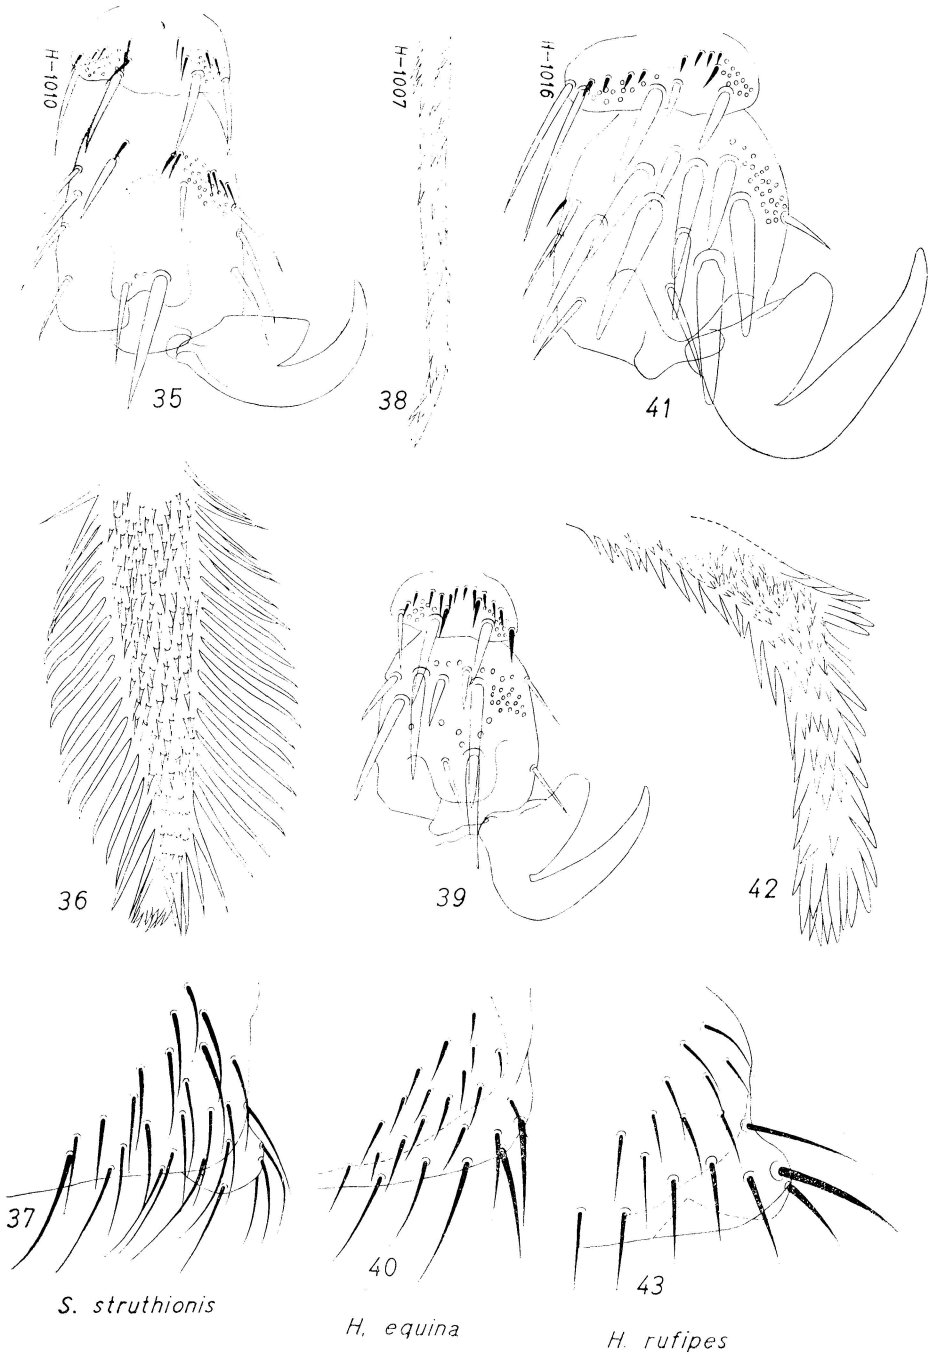 H-1010
H-1007
H-1016
35
38
41
36
39
42
37
40
43
S. struthionis
H. equina
H. rufipes